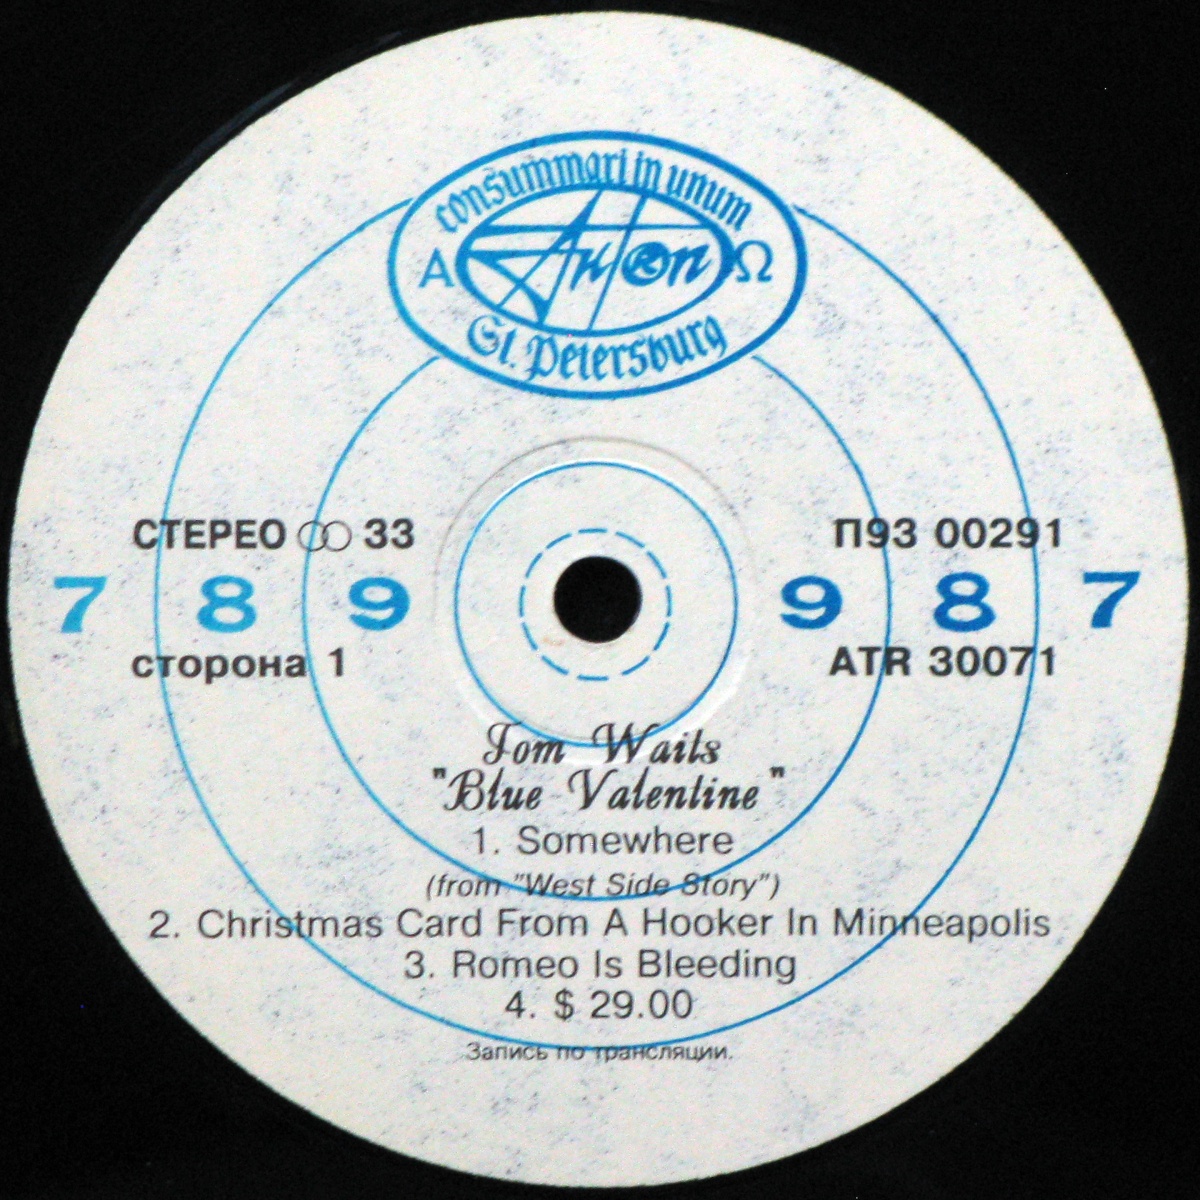 consummari in unum
Α Ω
AnTrop
St. Petersburg
СТЕРЕО 33
П93 00291
7 8 9
9 8 7
сторона 1
ATR 30071
Tom Waits
"Blue Valentine"
1. Somewhere
(from "West Side Story")
2. Christmas Card From A Hooker In Minneapolis
3. Romeo Is Bleeding
4. $ 29.00
Запись по трансляции.